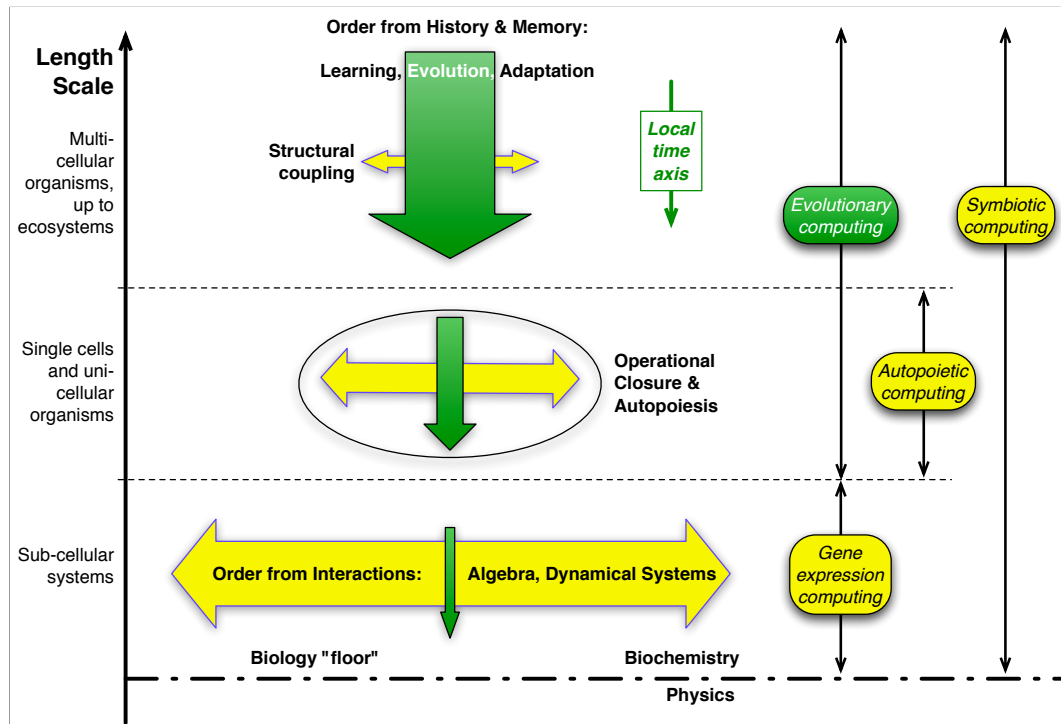 Order from History & Memory:
Length
Scale
Learning, Evolution, Adaptation
Multi-
cellular
organisms,
up to
ecosystems
Structural
coupling
Local
time
axis
Evolutionary
computing
Symbiotic
computing
Single cells
and uni-
cellular
organisms
Operational
Closure &
Autopoiesis
Autopoietic
computing
Sub-cellular
systems
Order from Interactions:
Algebra, Dynamical Systems
Gene
expression
computing
Biology "floor"
Biochemistry
Physics